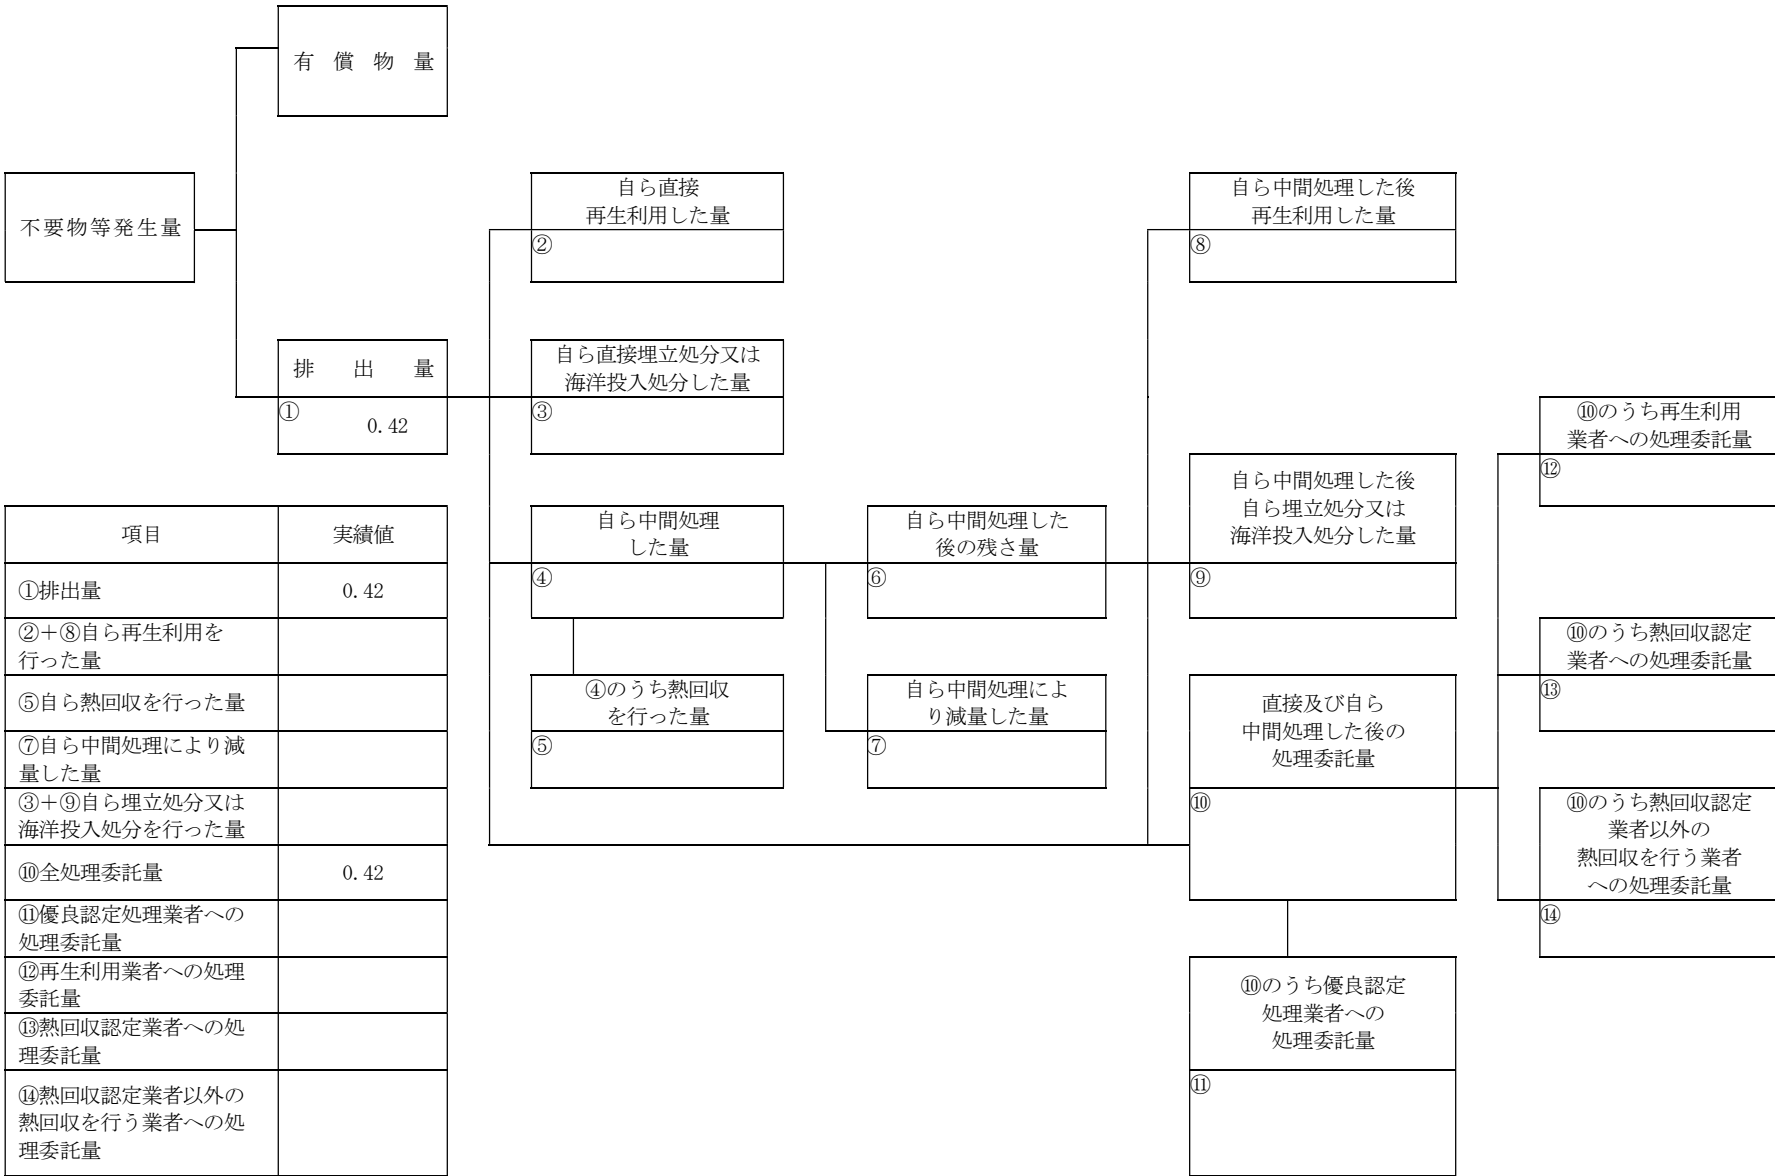 有 償 物 量
不要物等発生量
自ら直接
再生利用した量
②
自ら中間処理した後
再生利用した量
⑧
排 出 量
① 0.42
自ら直接埋立処分又は
海洋投入処分した量
③
⑩のうち再生利用
業者への処理委託量
⑫
自ら中間処理した後
自ら埋立処分又は
海洋投入処分した量
⑨
自ら中間処理
した量
④
自ら中間処理した
後の残さ量
⑥
⑩のうち熱回収認定
業者への処理委託量
⑬
④のうち熱回収
を行った量
⑤
自ら中間処理によ
り減量した量
⑦
直接及び自ら
中間処理した後の
処理委託量
⑩
⑩のうち熱回収認定
業者以外の
熱回収を行う業者
への処理委託量
⑭
⑩のうち優良認定
処理業者への
処理委託量
⑪
項目 実績値
①排出量 0.42
②+⑧自ら再生利用を
行った量
⑤自ら熱回収を行った量
⑦自ら中間処理により減
量した量
③+⑨自ら埋立処分又は
海洋投入処分を行った量
⑩全処理委託量 0.42
⑪優良認定処理業者への
処理委託量
⑫再生利用業者への処理
委託量
⑬熱回収認定業者への処
理委託量
⑭熱回収認定業者以外の
熱回収を行う業者への処
理委託量